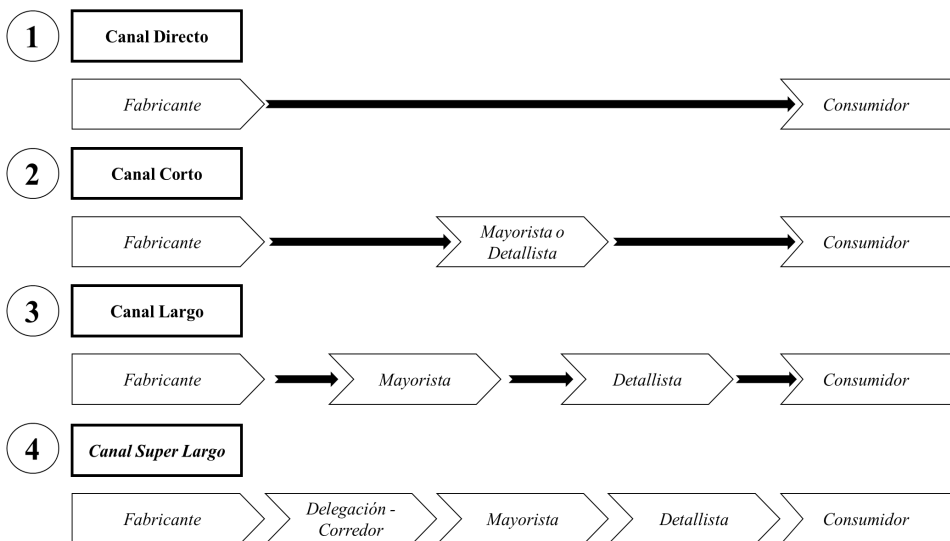 1
Canal Directo
Fabricante
Consumidor
2
Canal Corto
Fabricante
Mayorista o
Detallista
Consumidor
3
Canal Largo
Fabricante
Mayorista
Detallista
Consumidor
4
Canal Super Largo
Fabricante
Delegación -
Corredor
Mayorista
Detallista
Consumidor